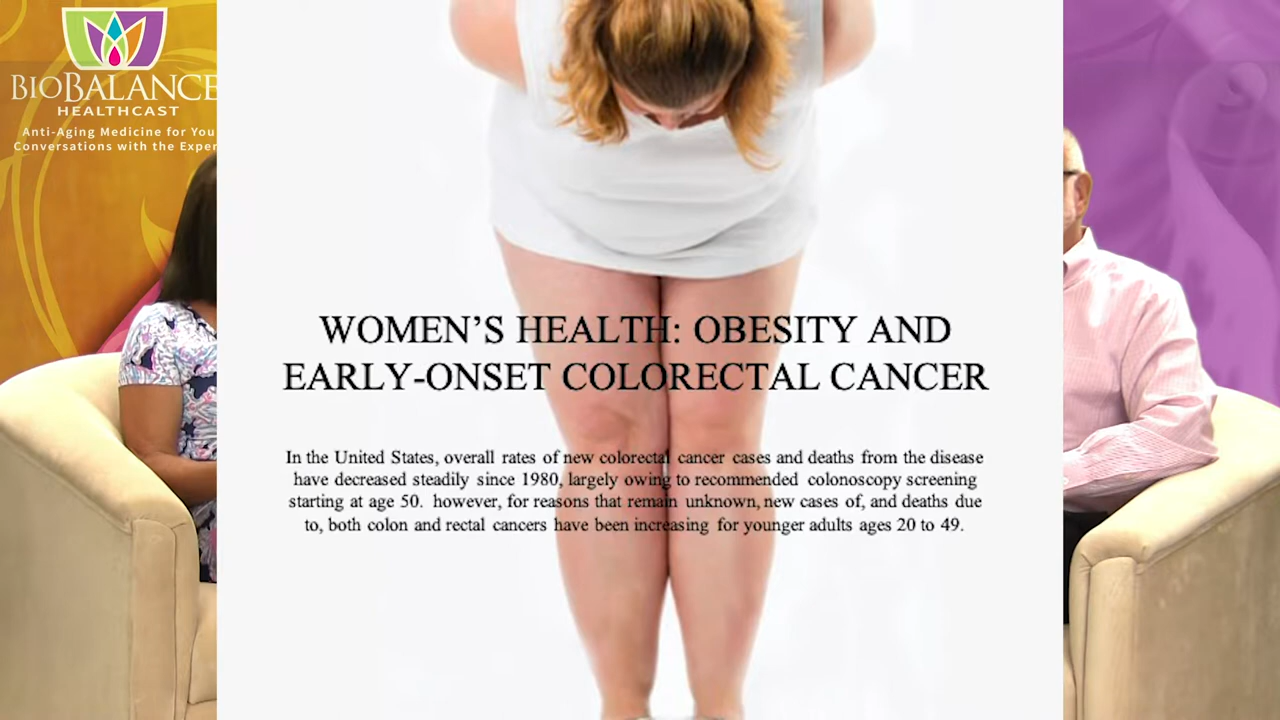 BIOBALANCE
HEALTHCAST
Anti-Aging Medicine for You
Conversations with the Exper
WOMEN'S HEALTH: OBESITY AND
EARLY-ONSET COLORECTAL CANCER
In the United States, overall rates of new colorectal cancer cases and deaths from the disease
have decreased steadily since 1980, largely owing to recommended colonoscopy screening
starting at age 50. however, for reasons that remain unknown, new cases of, and deaths due
to, both colon and rectal cancers have been increasing for younger adults ages 20 to 49.